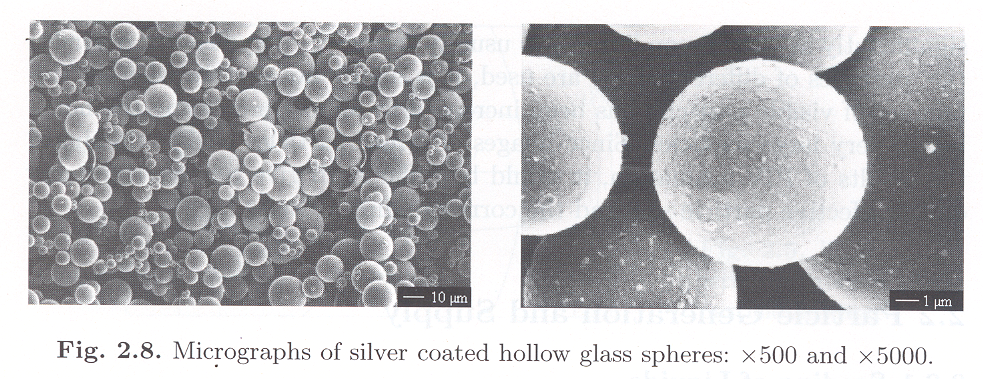 10 μm
1 μm
Fig. 2.8. Micrographs of silver coated hollow glass spheres: ×500 and ×5000.